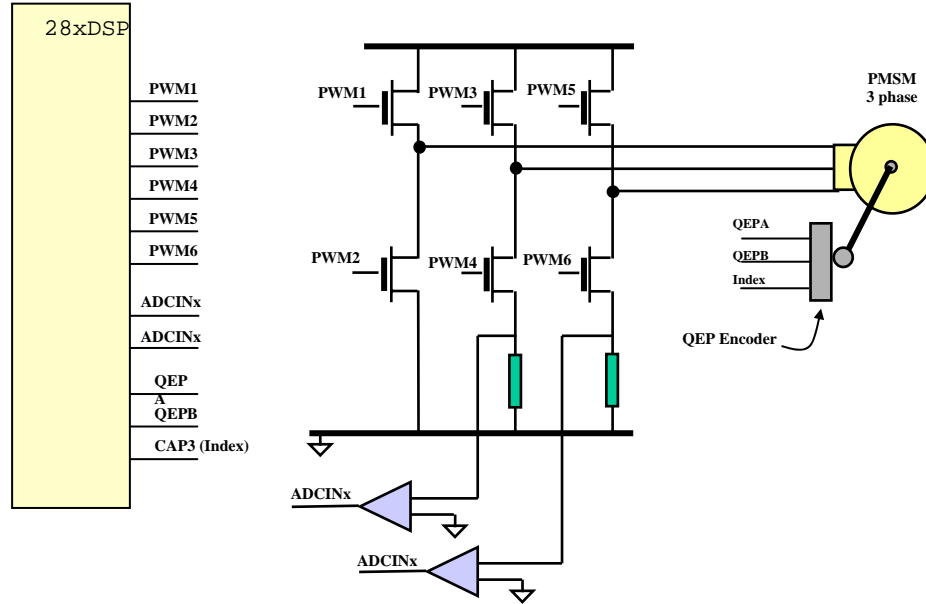 28xDSP
PWM1
PWM2
PWM3
PWM4
PWM5
PWM6
ADCINx
ADCINx
QEP
A
QEPB
CAP3 (Index)
PWM1
PWM3
PWM5
PWM2
PWM4
PWM6
PMSM
3 phase
QEPA
QEPB
Index
QEP Encoder
ADCINx
ADCINx